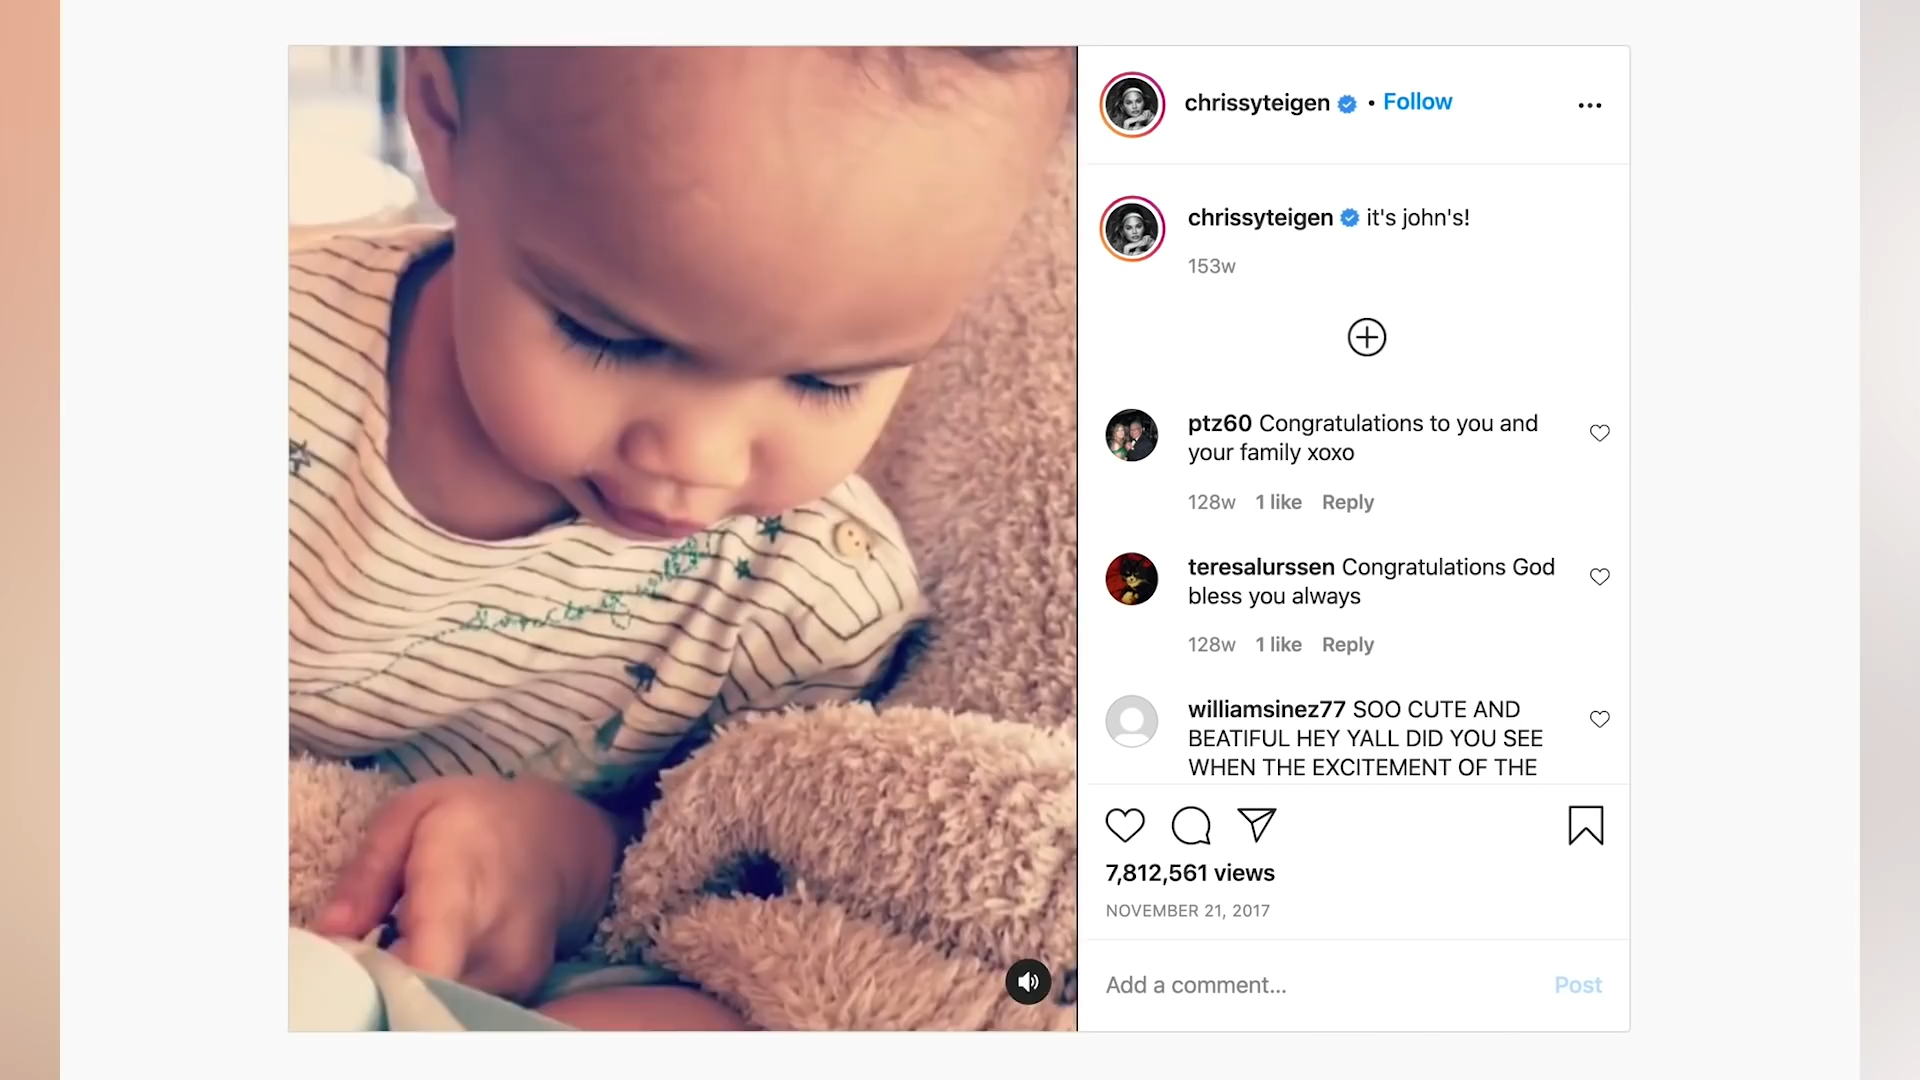 chrissyteigen • Follow
chrissyteigen it's john's!
153w
ptz60 Congratulations to you and
your family xoxo
128w 1 like Reply
teresalurssen Congratulations God
bless you always
128w 1 like Reply
williamsinez77 SOO CUTE AND
BEATIFUL HEY YALL DID YOU SEE
WHEN THE EXCITEMENT OF THE
7,812,561 views
NOVEMBER 21, 2017
Add a comment... Post